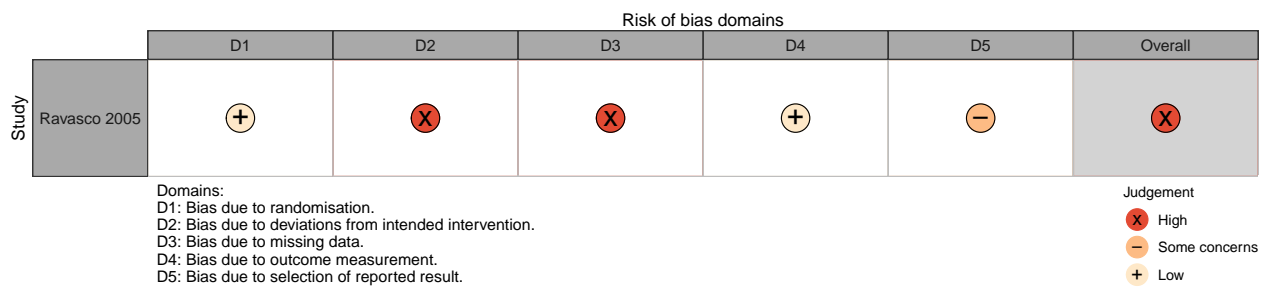 Risk of bias domains
D1 D2 D3 D4 D5 Overall
Study
Ravasco 2005 + X X + − X
Domains:
D1: Bias due to randomisation.
D2: Bias due to deviations from intended intervention.
D3: Bias due to missing data.
D4: Bias due to outcome measurement.
D5: Bias due to selection of reported result.
Judgement
X High
− Some concerns
+ Low